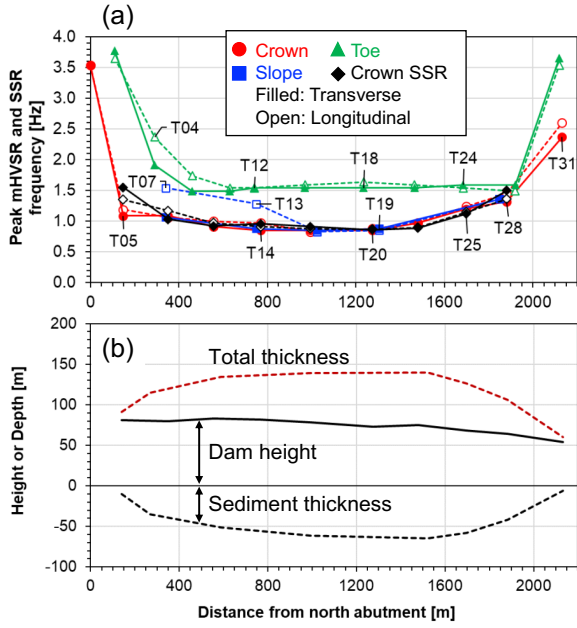 (a)
Peak mHVSR and SSR
frequency [Hz]
4.0
3.5
3.0
2.5
2.0
1.5
1.0
0.5
0.0
Crown
Toe
Slope
Crown SSR
Filled: Transverse
Open: Longitudinal
T04
T07
T05
T12
T13
T14
T18
T19
T20
T24
T25
T28
T31
0
400
800
1200
1600
2000
(b)
Height or Depth [m]
200
150
100
50
0
-50
-100
Total thickness
Dam height
Sediment thickness
0
400
800
1200
1600
2000
Distance from north abutment [m]